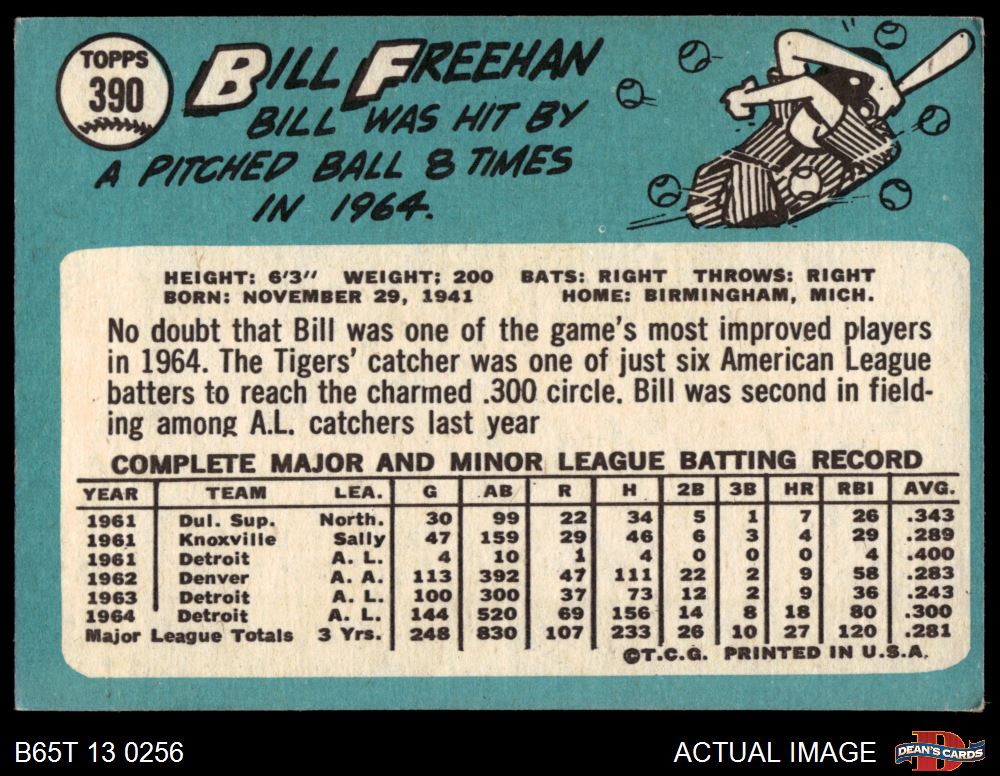 TOPPS
390
BILL FREEHAN
BILL WAS HIT BY
A PITCHED BALL 8 TIMES
IN 1964.
HEIGHT: 6'3" WEIGHT; 200 BATS: RIGHT THROWS: RIGHT
BORN: NOVEMBER 29, 1941 HOME: BIRMINGHAM, MICH.
No doubt that Bill was one of the game's most improved players
in 1964. The Tigers' catcher was one of just six American League
batters to reach the charmed .300 circle. Bill was second in field-
ing among A.L. catchers last year
COMPLETE MAJOR AND MINOR LEAGUE BATTING RECORD
YEAR TEAM LEA. G AB R H 2B 3B HR RBI AVG.
1961 Dul. Sup. North. 30 99 22 34 5 1 7 26 .343
1961 Knoxville Sally 47 159 29 46 6 3 4 29 .289
1961 Detroit A. L. 4 10 1 4 0 0 0 4 .400
1962 Denver A. A. 113 392 47 111 22 2 9 58 .283
1963 Detroit A. L. 100 300 37 73 12 2 9 36 .243
1964 Detroit A. L. 144 520 69 156 14 8 18 80 .300
Major League Totals 3 Yrs. 248 830 107 233 26 10 27 120 .281
©T.C.G. PRINTED IN U.S.A.
B65T 13 0256
ACTUAL IMAGE
D
DEAN'S CARDS